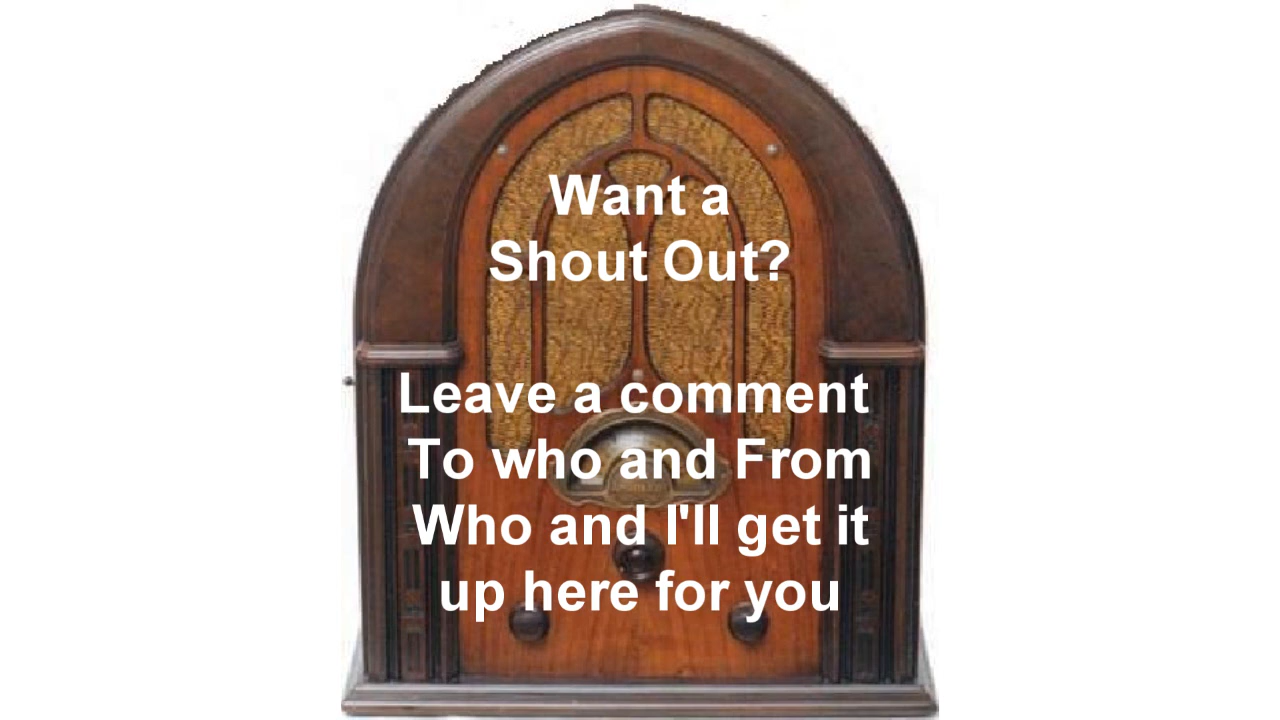 Want a
Shout Out?
Leave a comment
To who and From
Who and I'll get it
up here for you